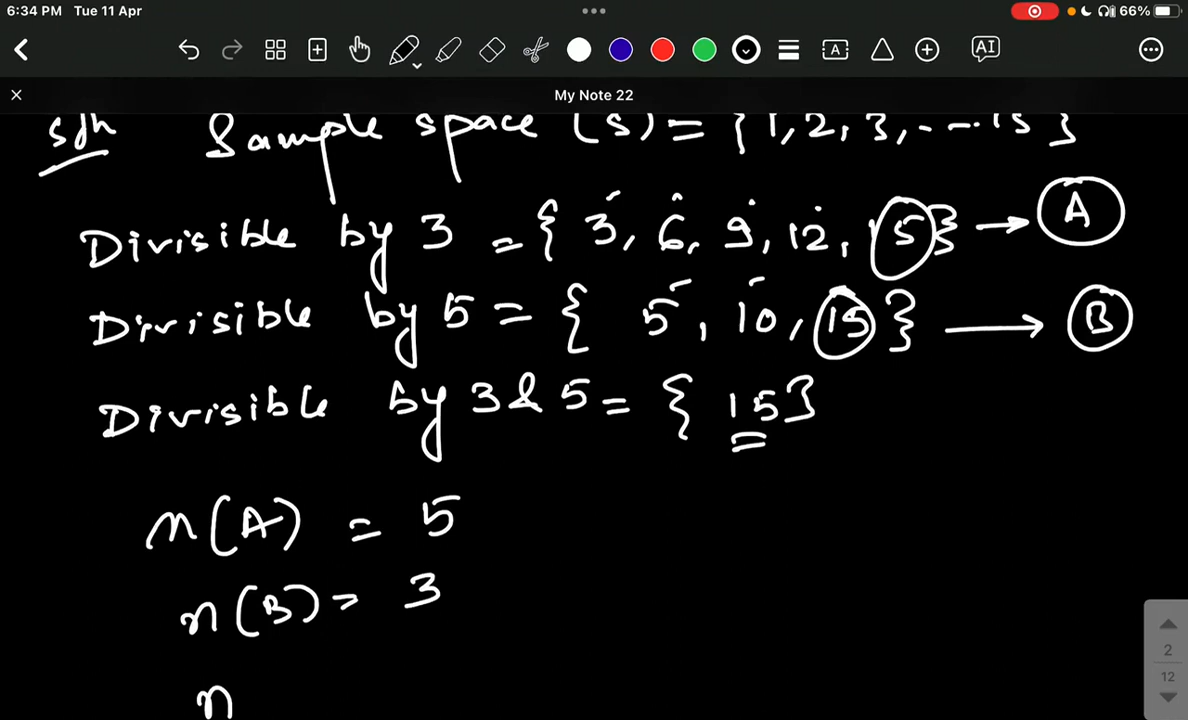 6:34 PM Tue 11 Apr
66%
A
AI
My Note 22
Soln Sample space (S) = {1, 2, 3, - - .. 15}
Divisible by 3 = { 3, 6, 9, 12, 15} → A
Divisible by 5 = { 5, 10, 15 } → B
Divisible by 3 & 5 = { 15}
n(A) = 5
n(B) = 3
n
2
12